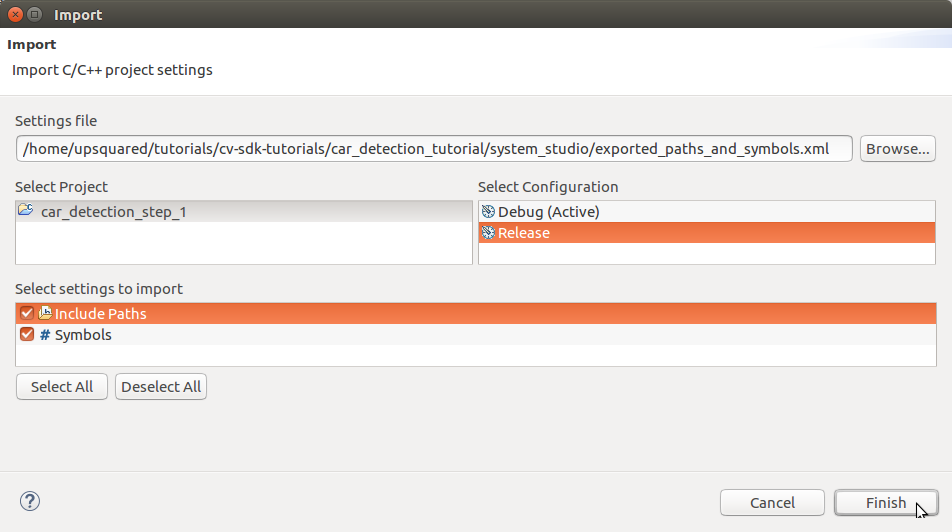 Import
Import
Import C/C++ project settings
Settings file
/home/upsquared/tutorials/cv-sdk-tutorials/car_detection_tutorial/system_studio/exported_paths_and_symbols.xml
Browse...
Select Project
Select Configuration
car_detection_step_1
Debug (Active)
Release
Select settings to import
Include Paths
# Symbols
Select All
Deselect All
?
Cancel
Finish